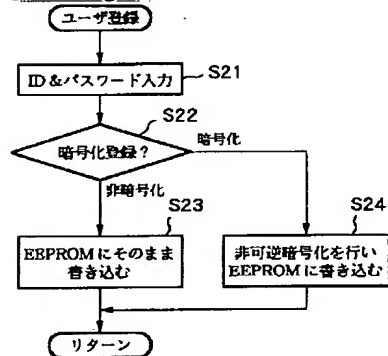 ユーザ登録
ID&パスワード入力
S21
S22
暗号化登録?
暗号化
非暗号化
S23
S24
EEPROMにそのまま
書き込む
非可逆暗号化を行い
EEPROMに書き込む
リターン